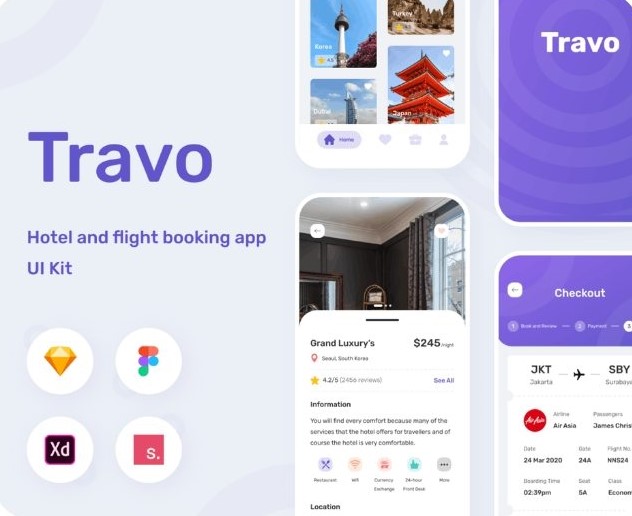 Travo
Hotel and flight booking app
UI Kit
Xd
s.
Korea
4.5
Turkey
Dubai
Japan
Home
Travo
Grand Luxury's
$245 /night
Seoul, South Korea
4.2/5 (2456 reviews)
See All
Information
You will find every comfort because many of the
services that the hotel offers for travellers and of
course the hotel is very comfortable.
Restaurant
Wifi
Currency
Exchange
24-hour
Front Desk
More
Location
Checkout
1 Book and Review
2 Payment
3
JKT
SBY
Jakarta
Surabaya
AirAsia
Airline
Passengers
Air Asia
James Chris
Date
Gate
Flight No.
24 Mar 2020
24A
NNS24
Boarding Time
Seat
Class
02:39pm
5A
Econom